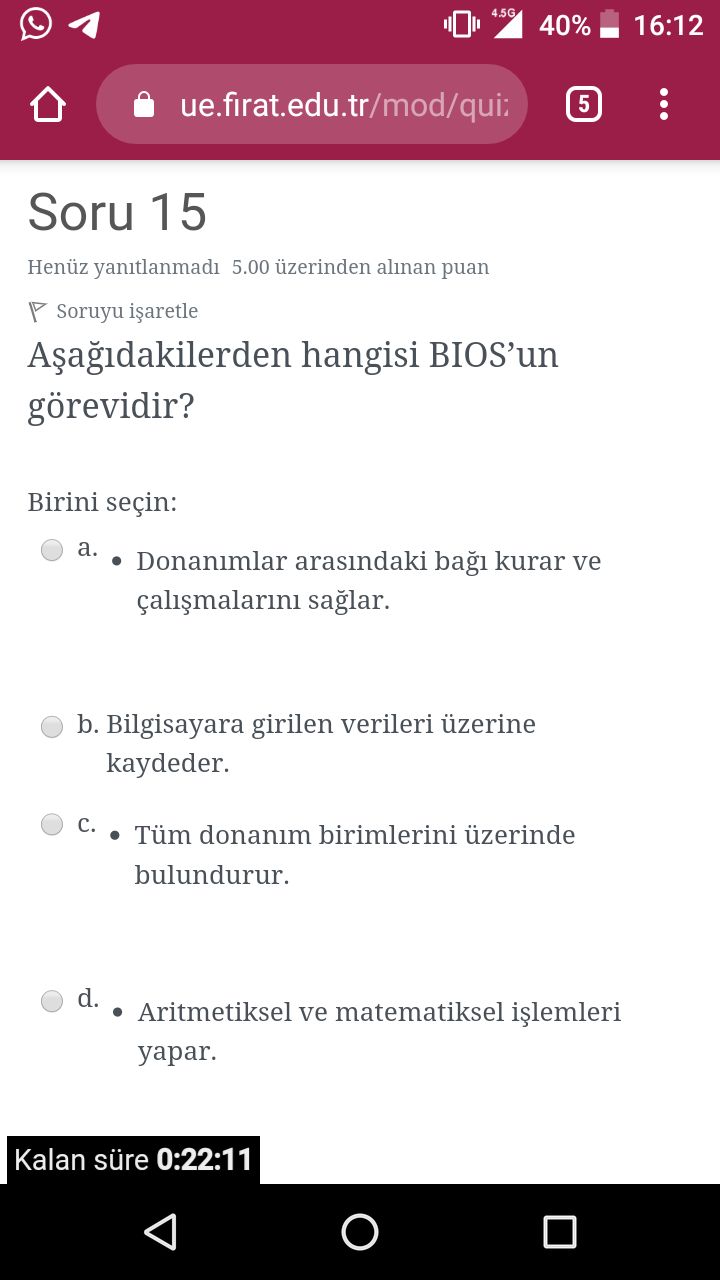 4.5G 40% 16:12
ue.firat.edu.tr/mod/qui
5
Soru 15
Henüz yanıtlanmadı 5.00 üzerinden alınan puan
Soruyu işaretle
Aşağıdakilerden hangisi BIOS’un
görevidir?
Birini seçin:
a.
• Donanımlar arasındaki bağı kurar ve
çalışmalarını sağlar.
b. Bilgisayara girilen verileri üzerine
kaydeder.
c.
• Tüm donanım birimlerini üzerinde
bulundurur.
d.
• Aritmetiksel ve matematiksel işlemleri
yapar.
Kalan süre 0:22:11